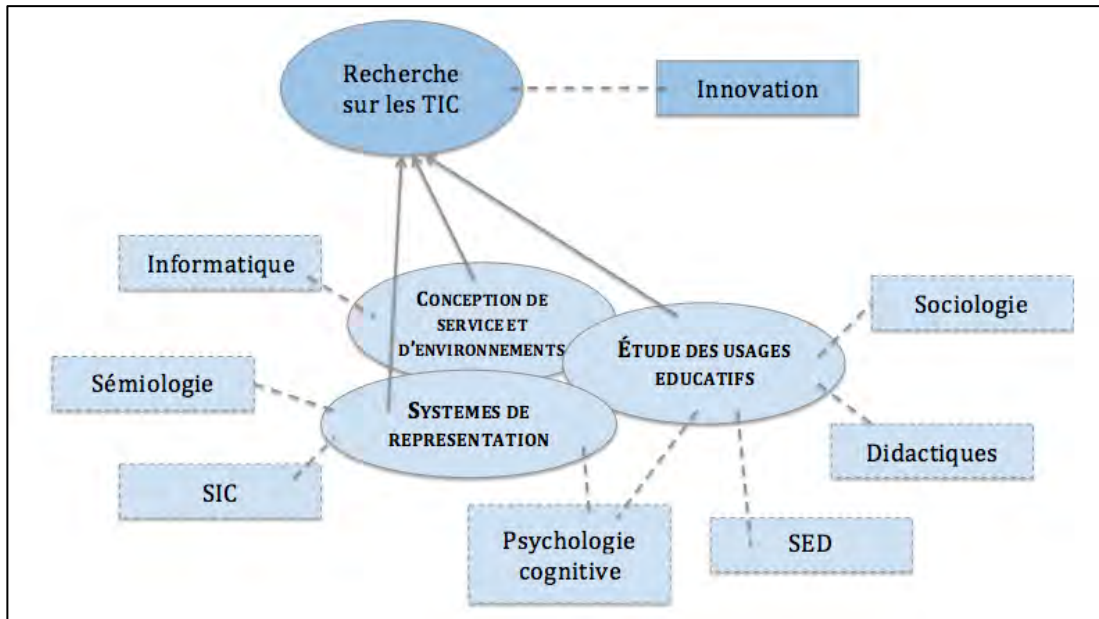 Recherche
sur les TIC
Innovation
Informatique
CONCEPTION DE
SERVICE ET
D'ENVIRONNEMENTS
Sociologie
ÉTUDE DES USAGES
EDUCATIFS
Sémiologie
SYSTEMES DE
REPRESENTATION
Didactiques
SIC
Psychologie
cognitive
SED